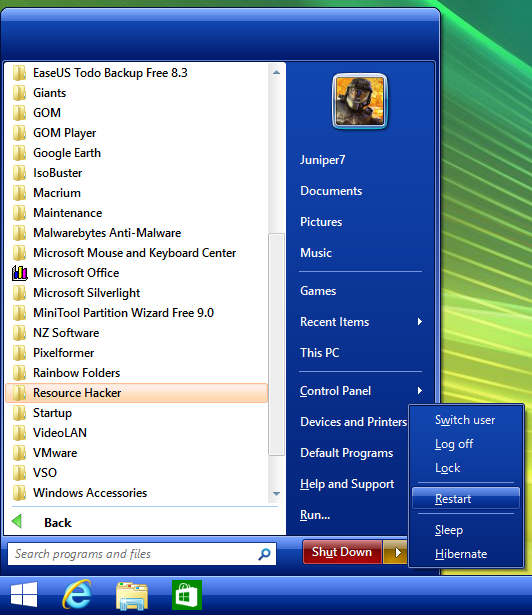 EaseUS Todo Backup Free 8.3
Giants
GOM
GOM Player
Google Earth
IsoBuster
Macrium
Maintenance
Malwarebytes Anti-Malware
Microsoft Mouse and Keyboard Center
Microsoft Office
Microsoft Silverlight
MiniTool Partition Wizard Free 9.0
NZ Software
Pixelformer
Rainbow Folders
Resource Hacker
Startup
VideoLAN
VMware
VSO
Windows Accessories
Back
Search programs and files
Juniper7
Documents
Pictures
Music
Games
Recent Items
This PC
Control Panel
Devices and Printers
Default Programs
Help and Support
Run...
Shut Down
Switch user
Log off
Lock
Restart
Sleep
Hibernate